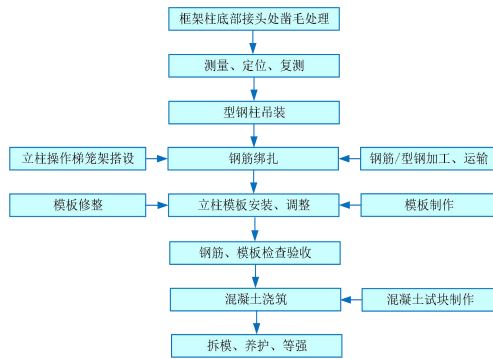 框架柱底部接头处凿毛处理
测量、定位、复测
型钢柱吊装
立柱操作梯笼架搭设
钢筋绑扎
钢筋/型钢加工、运输
模板修整
立柱模板安装、调整
模板制作
钢筋、模板检查验收
混凝土浇筑
混凝土试块制作
拆模、养护、等强